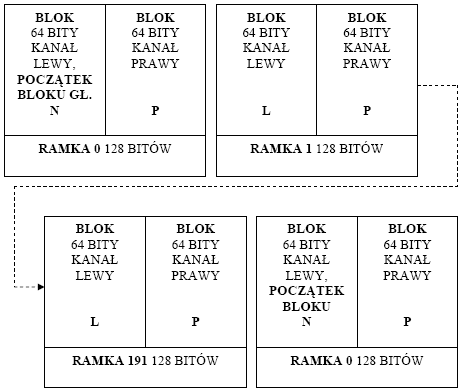 BLOK
64 BITY
KANAŁ
LEWY,
POCZĄTEK
BLOKU GŁ.
N
BLOK
64 BITY
KANAŁ
PRAWY
P
RAMKA 0 128 BITÓW
BLOK
64 BITY
KANAŁ
LEWY
L
BLOK
64 BITY
KANAŁ
PRAWY
P
RAMKA 1 128 BITÓW
BLOK
64 BITY
KANAŁ
LEWY
L
BLOK
64 BITY
KANAŁ
PRAWY
P
RAMKA 191 128 BITÓW
BLOK
64 BITY
KANAŁ
LEWY,
POCZĄTEK
BLOKU
N
BLOK
64 BITY
KANAŁ
PRAWY
P
RAMKA 0 128 BITÓW